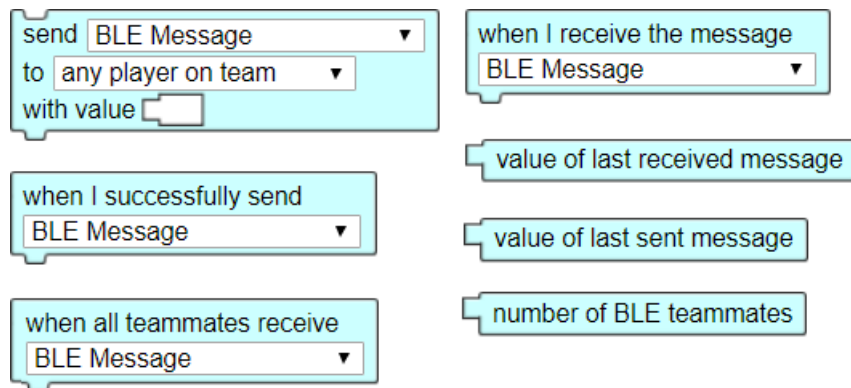 send BLE Message
to any player on team
with value
when I successfully send
BLE Message
when all teammates receive
BLE Message
when I receive the message
BLE Message
value of last received message
value of last sent message
number of BLE teammates